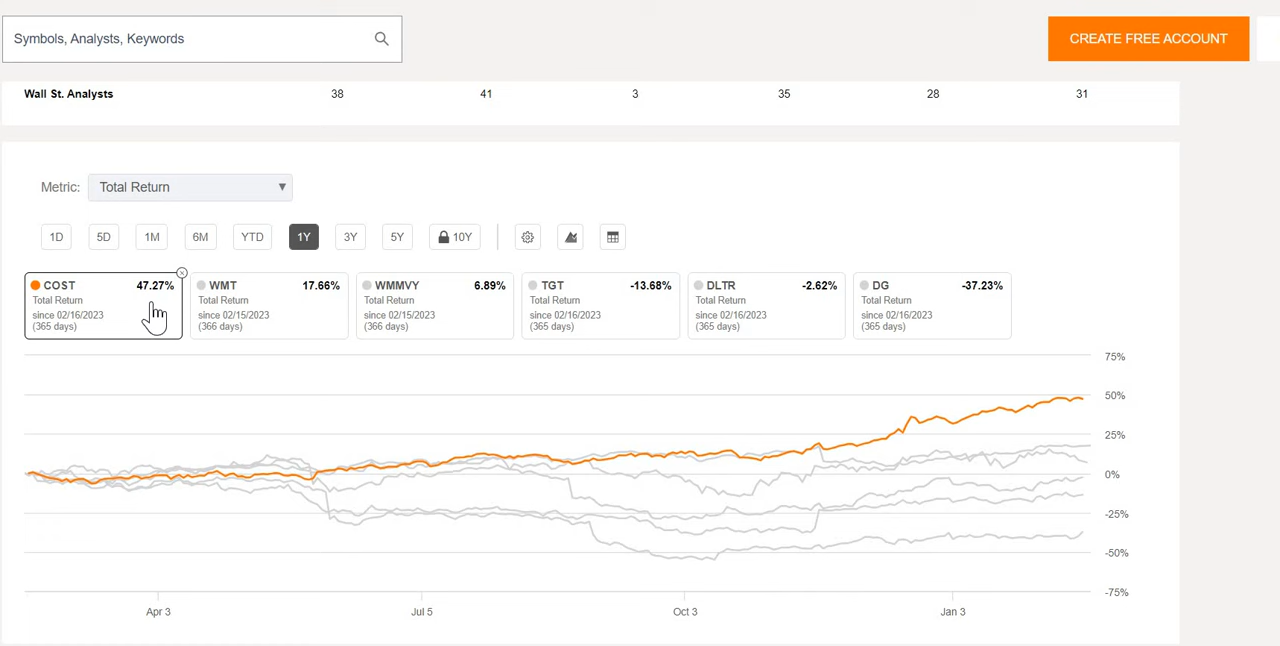 Symbols, Analysts, Keywords
CREATE FREE ACCOUNT
Wall St. Analysts 38 41 3 35 28 31
Metric: Total Return
1D 5D 1M 6M YTD 1Y 3Y 5Y 10Y
COST 47.27% WMT 17.66% WMMVY 6.89% TGT -13.68% DLTR -2.62% DG -37.23%
Total Return Total Return Total Return Total Return Total Return Total Return
since 02/16/2023 since 02/15/2023 since 02/15/2023 since 02/16/2023 since 02/16/2023 since 02/16/2023
(365 days) (366 days) (366 days) (365 days) (365 days) (365 days)
75%
50%
25%
0%
-25%
-50%
-75%
Apr 3 Jul 5 Oct 3 Jan 3